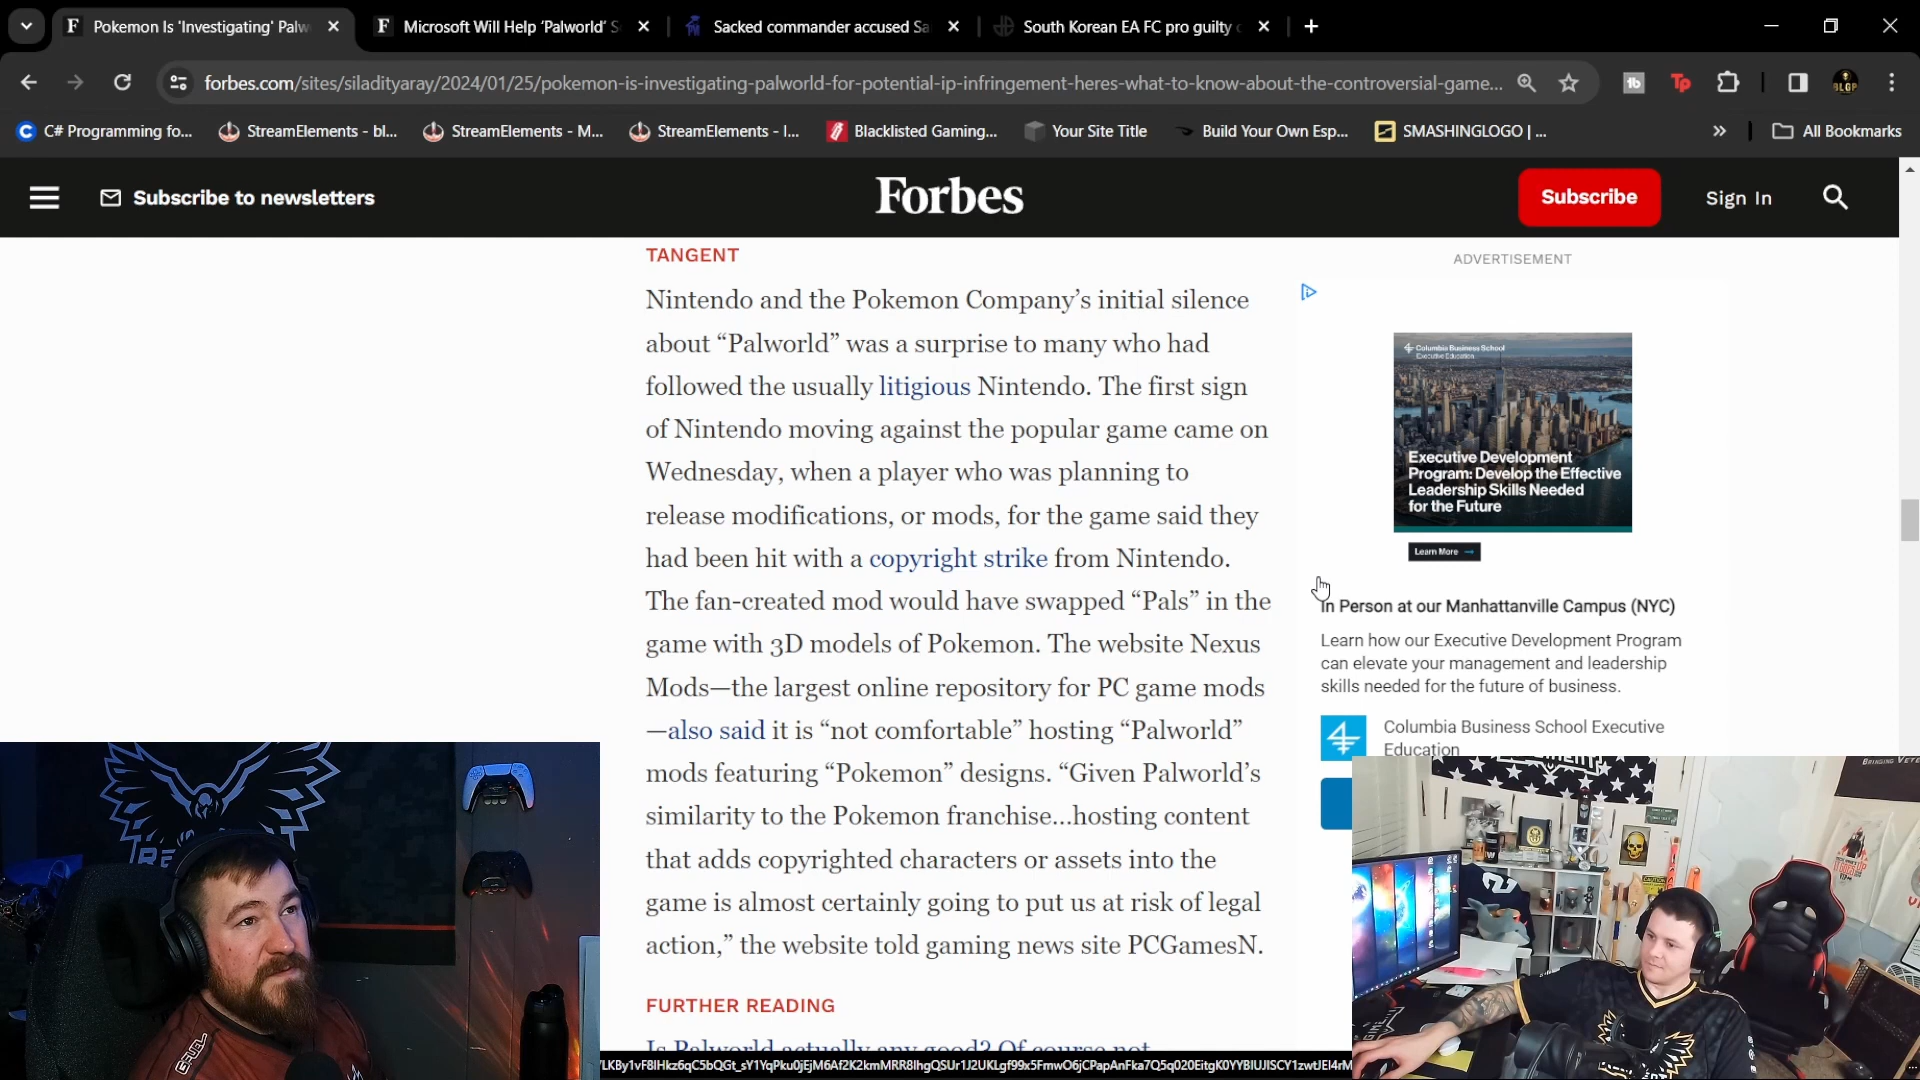 Pokemon Is 'Investigating' Palw
Microsoft Will Help 'Palworld' S
Sacked commander accused Sa
South Korean EA FC pro guilty
forbes.com/sites/siladityaray/2024/01/25/pokemon-is-investigating-palworld-for-potential-ip-infringement-heres-what-to-know-about-the-controversial-game...
C# Programming fo...
StreamElements - bl...
StreamElements - M...
StreamElements - I...
Blacklisted Gaming...
Your Site Title
Build Your Own Esp...
SMASHINGLOGO | ...
All Bookmarks
Subscribe to newsletters
Forbes
Subscribe
Sign In
TANGENT
Nintendo and the Pokemon Company's initial silence
about “Palworld” was a surprise to many who had
followed the usually litigious Nintendo. The first sign
of Nintendo moving against the popular game came on
Wednesday, when a player who was planning to
release modifications, or mods, for the game said they
had been hit with a copyright strike from Nintendo.
The fan-created mod would have swapped “Pals” in the
game with 3D models of Pokemon. The website Nexus
Mods—the largest online repository for PC game mods
—also said it is “not comfortable” hosting “Palworld”
mods featuring “Pokemon” designs. “Given Palworld’s
similarity to the Pokemon franchise...hosting content
that adds copyrighted characters or assets into the
game is almost certainly going to put us at risk of legal
action,” the website told gaming news site PCGamesN.
FURTHER READING
Is Palworld actually any good? Of course not
ADVERTISEMENT
Columbia Business School
Executive Education
Executive Development
Program: Develop the Effective
Leadership Skills Needed
for the Future
Learn More
In Person at our Manhattanville Campus (NYC)
Learn how our Executive Development Program
can elevate your management and leadership
skills needed for the future of business.
Columbia Business School Executive
Education